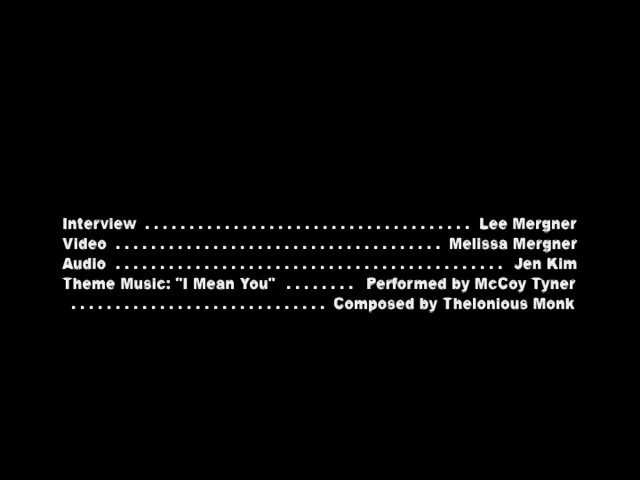 Interview ..................................... Lee Mergner
Video ..................................... Melissa Mergner
Audio ............................................ Jen Kim
Theme Music: "I Mean You" ........ Performed by McCoy Tyner
............................. Composed by Thelonious Monk